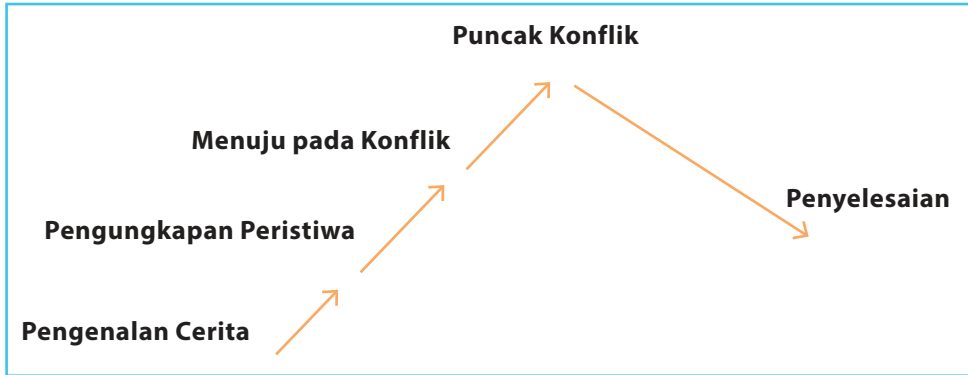 Puncak Konflik
Menuju pada Konflik
Penyelesaian
Pengungkapan Peristiwa
Pengenalan Cerita